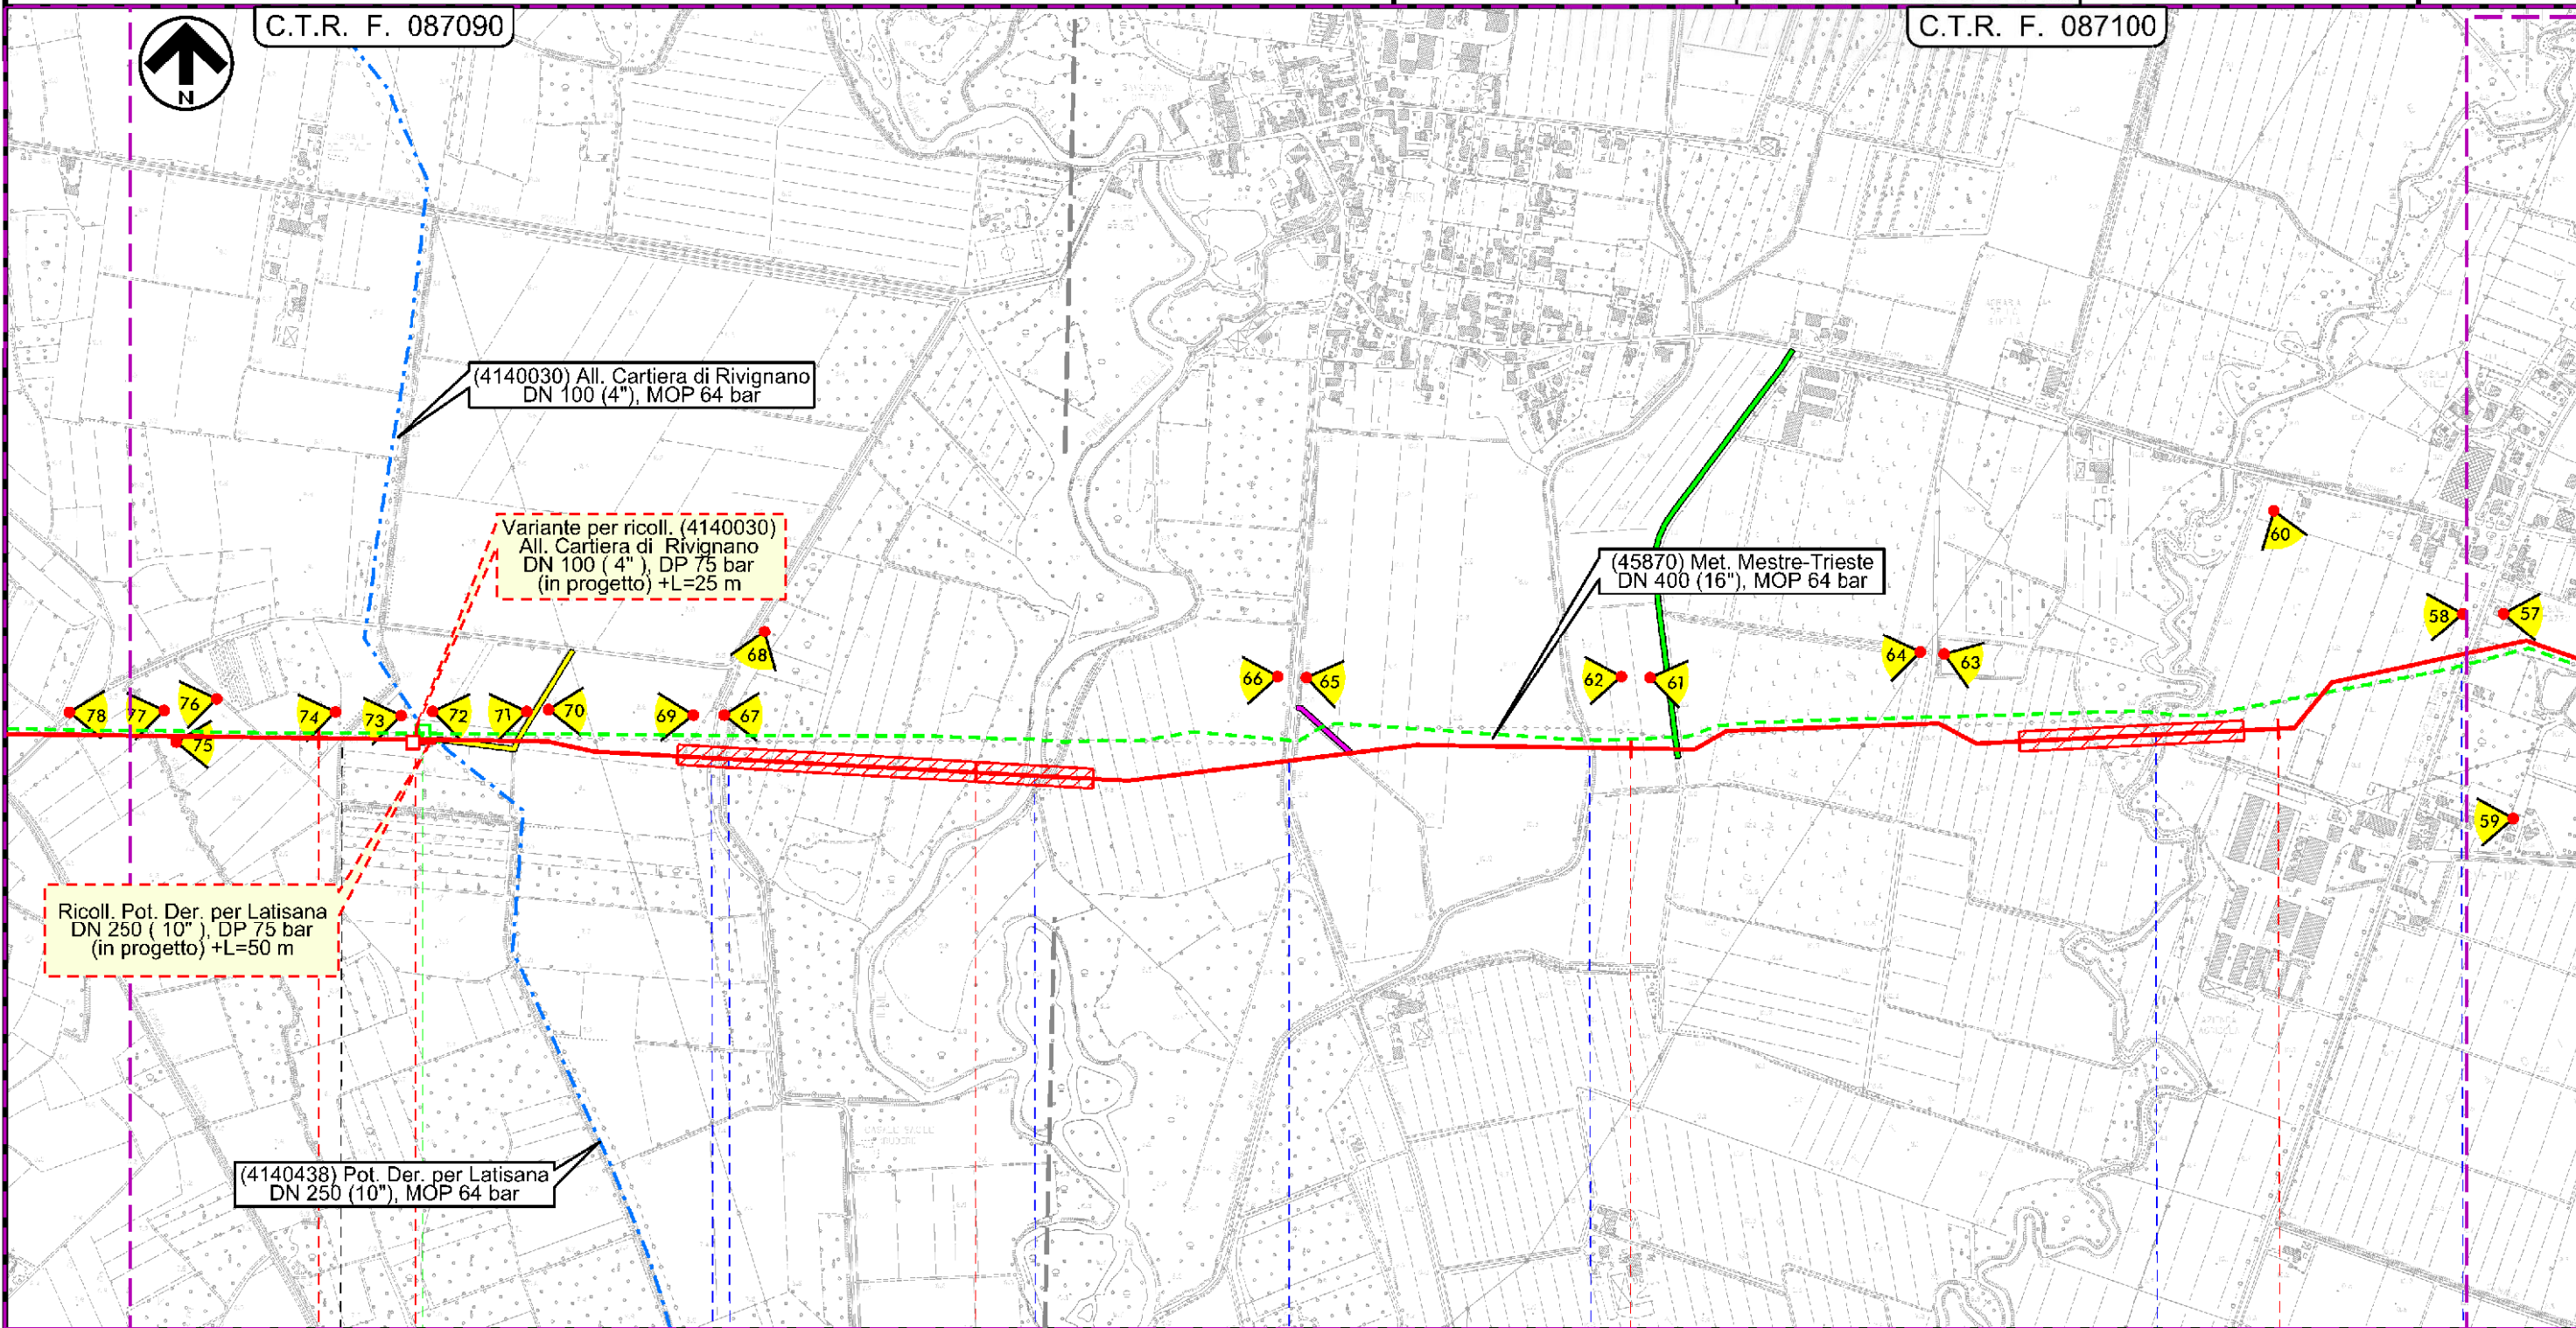 C.T.R. F. 087090
C.T.R. F. 087100
N
(4140030) All. Cartiera di Rivignano
DN 100 (4"), MOP 64 bar
Variante per ricoll. (4140030)
All. Cartiera di Rivignano
DN 100 ( 4" ), DP 75 bar
(in progetto) +L=25 m
(45870) Met. Mestre-Trieste
DN 400 (16"), MOP 64 bar
60
58
57
68
64
63
66
65
62
61
78
77
76
75
74
73
72
71
70
69
67
59
Ricoll. Pot. Der. per Latisana
DN 250 ( 10" ), DP 75 bar
(in progetto) +L=50 m
(4140438) Pot. Der. per Latisana
DN 250 (10"), MOP 64 bar